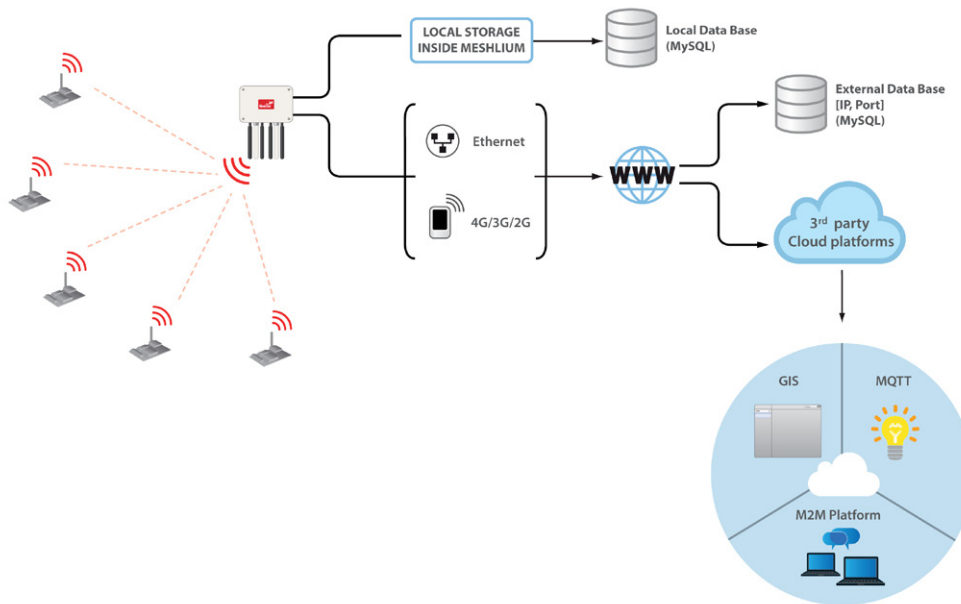 LOCAL STORAGE
INSIDE MESHLIUM
Local Data Base
(MySQL)
External Data Base
[IP, Port]
(MySQL)
Ethernet
WWW
4G/3G/2G
3rd party
Cloud platforms
GIS
MQTT
M2M Platform